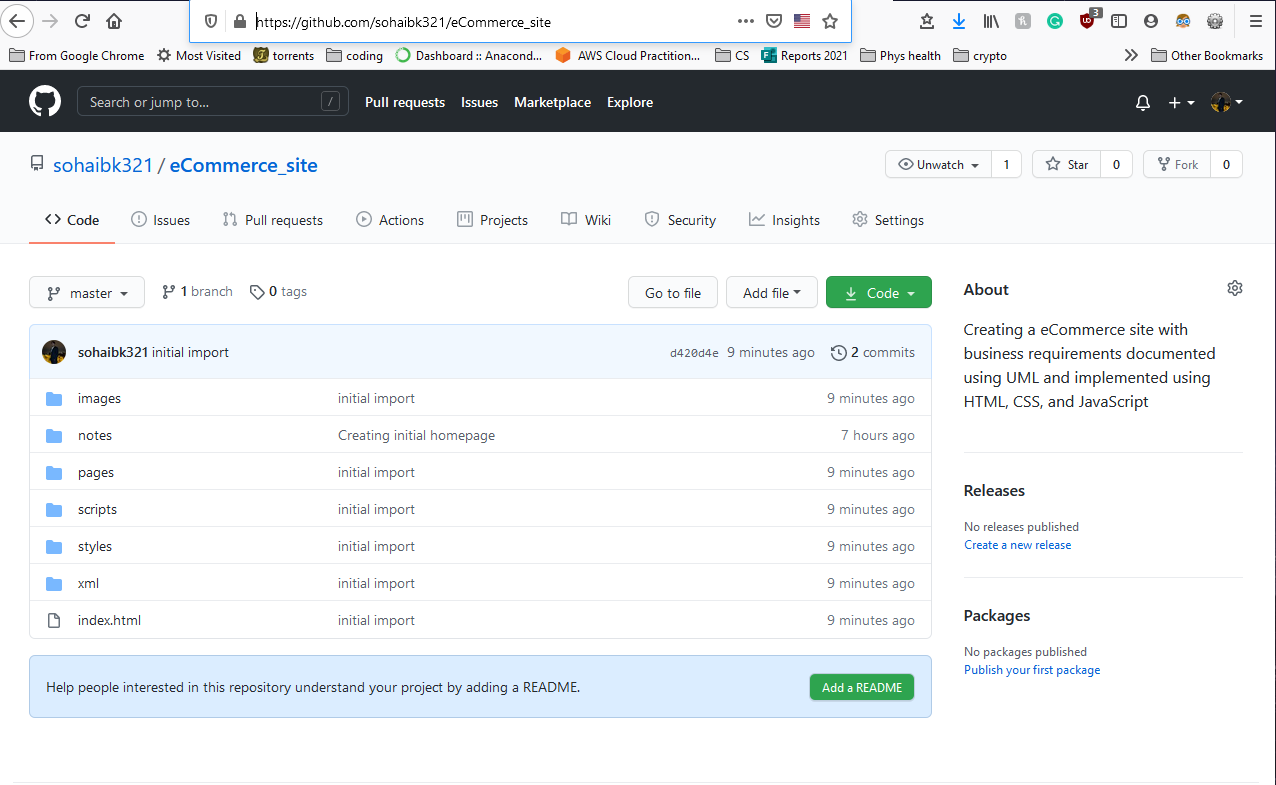 https://github.com/sohaibk321/eCommerce_site
3
From Google Chrome Most Visited torrents coding Dashboard :: Anacond... AWS Cloud Practition... CS Reports 2021 Phys health crypto Other Bookmarks
Search or jump to... / Pull requests Issues Marketplace Explore
sohaibk321 / eCommerce_site Unwatch 1 Star 0 Fork 0
Code Issues Pull requests Actions Projects Wiki Security Insights Settings
master 1 branch 0 tags Go to file Add file Code
sohaibk321 initial import d420d4e 9 minutes ago 2 commits
images initial import 9 minutes ago
notes Creating initial homepage 7 hours ago
pages initial import 9 minutes ago
scripts initial import 9 minutes ago
styles initial import 9 minutes ago
xml initial import 9 minutes ago
index.html initial import 9 minutes ago
Help people interested in this repository understand your project by adding a README. Add a README
About
Creating a eCommerce site with
business requirements documented
using UML and implemented using
HTML, CSS, and JavaScript
Releases
No releases published
Create a new release
Packages
No packages published
Publish your first package